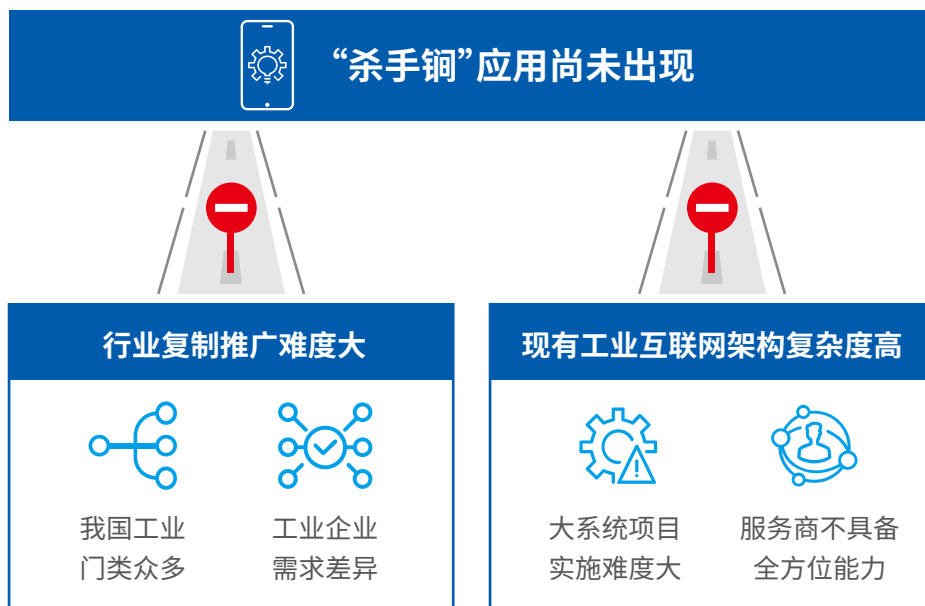 “杀手锏”应用尚未出现
行业复制推广难度大
我国工业
门类众多
工业企业
需求差异
现有工业互联网架构复杂度高
大系统项目
实施难度大
服务商不具备
全方位能力